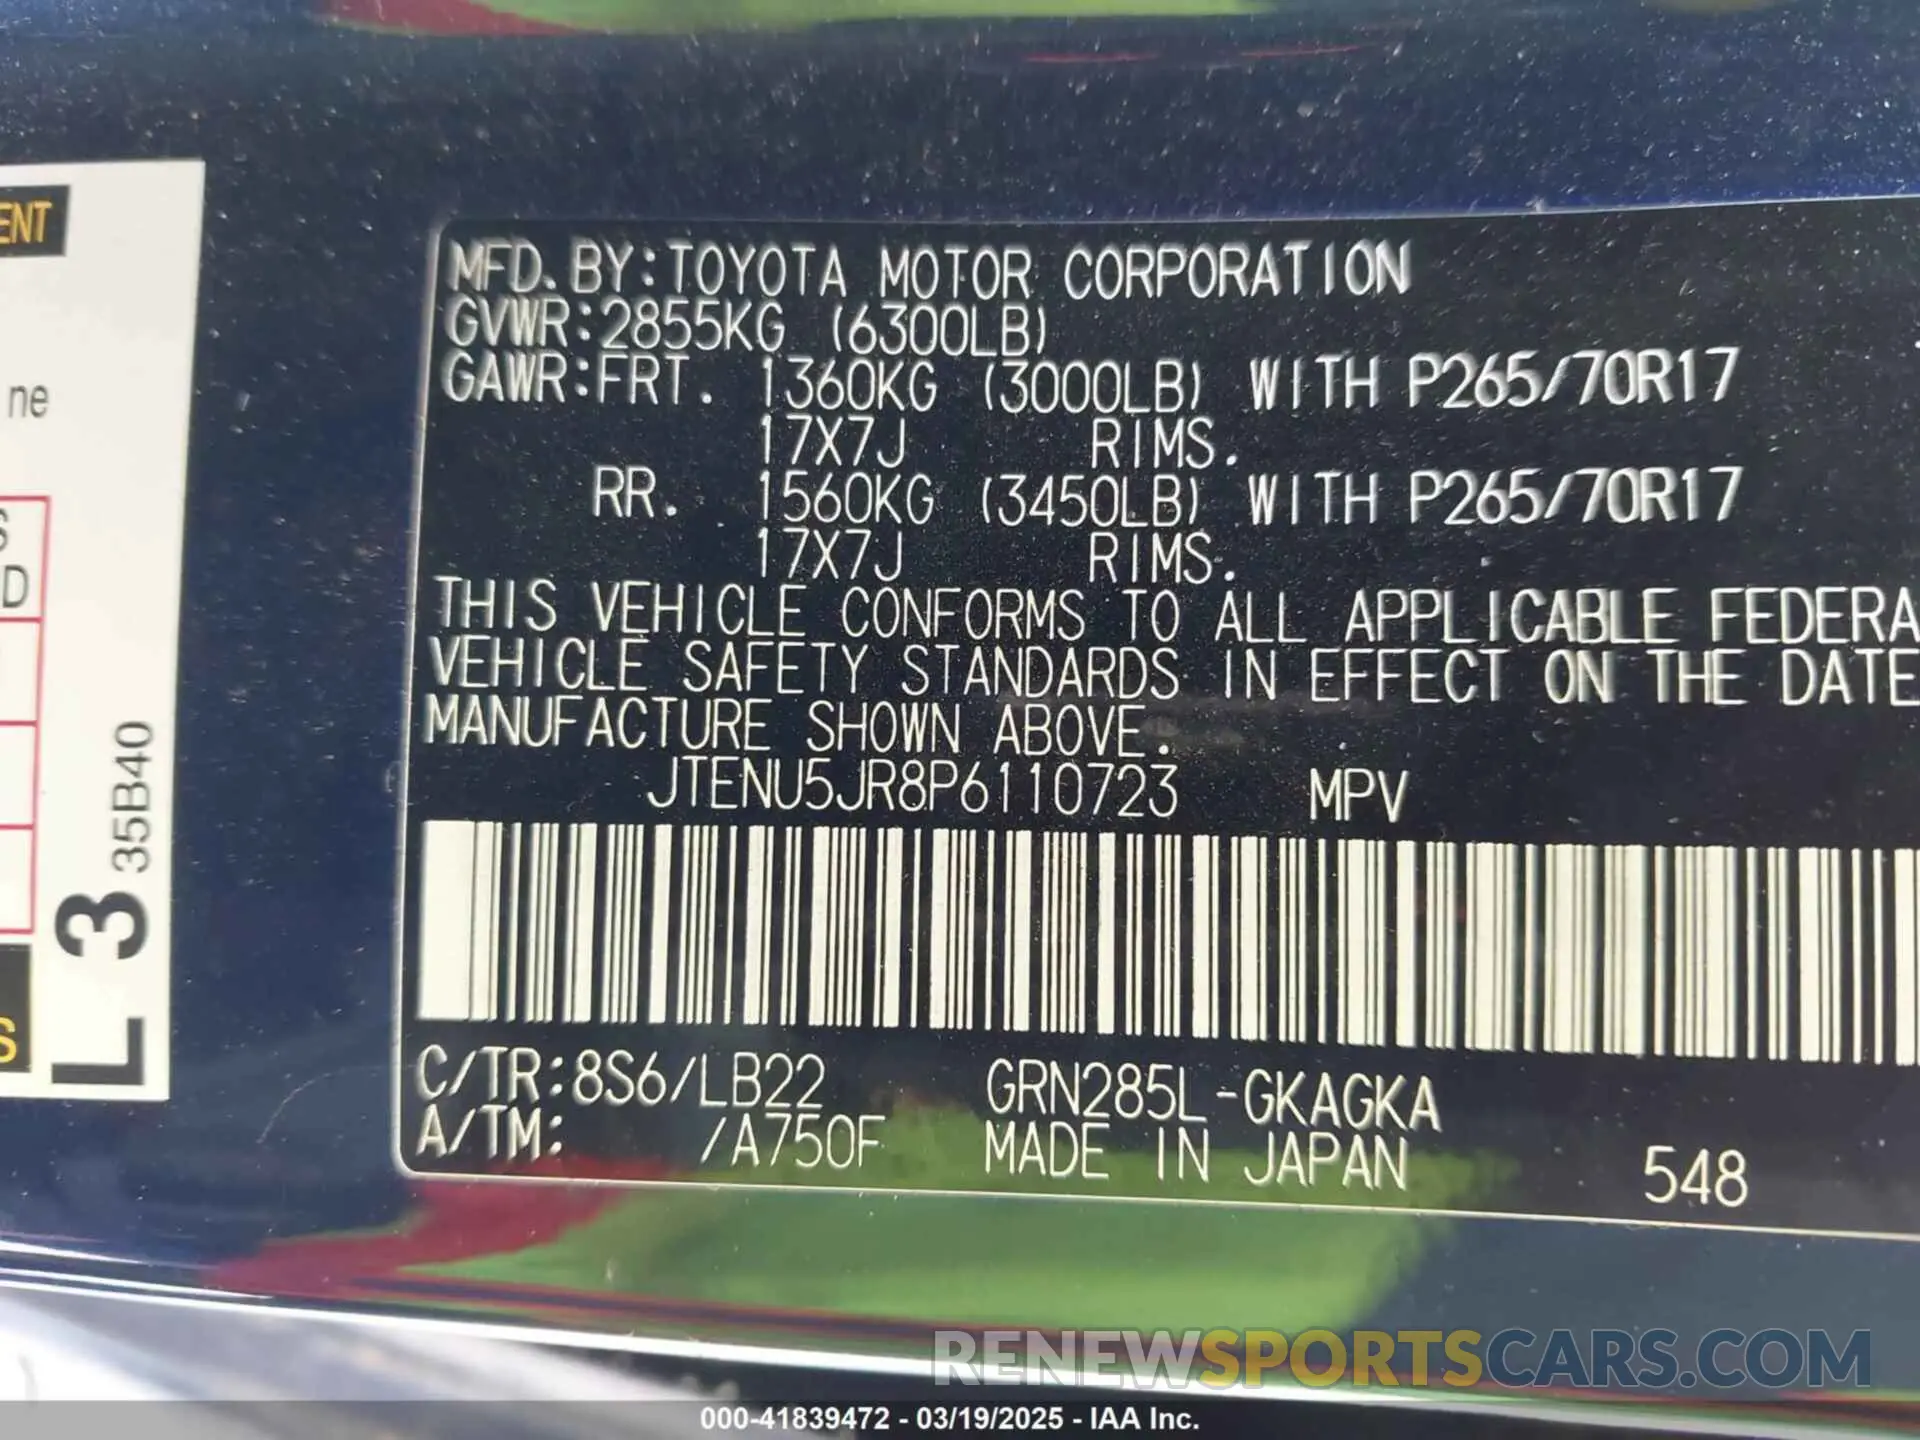 ENT
ne
S
D
S
L 3 35B40
MFD. BY:TOYOTA MOTOR CORPORATION
GVWR:2855KG (6300LB)
GAWR:FRT. 1360KG (3000LB) WITH P265/70R17
17X7J RIMS.
RR. 1560KG (3450LB) WITH P265/70R17
17X7J RIMS.
THIS VEHICLE CONFORMS TO ALL APPLICABLE FEDERA
VEHICLE SAFETY STANDARDS IN EFFECT ON THE DATE
MANUFACTURE SHOWN ABOVE.
JTENU5JR8P6110723 MPV
C/TR:8S6/LB22 GRN285L-GKAGKA
A/TM: /A750F MADE IN JAPAN 548
RENEWSPORTSCARS.COM
000-41839472 - 03/19/2025 - IAA Inc.